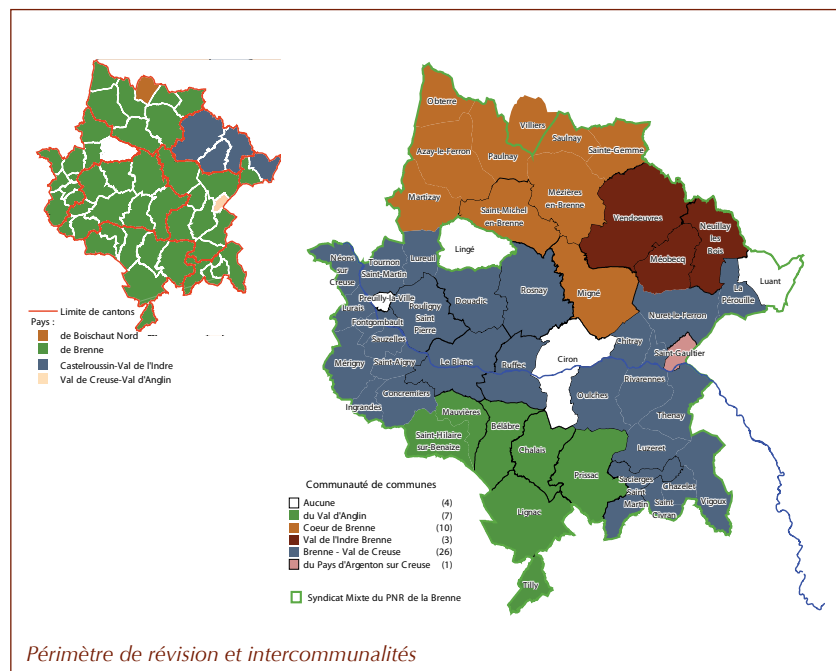 Limite de cantons
Pays :
de Boischaut Nord
de Brenne
Castelroussin-Val de l'Indre
Val de Creuse-Val d'Anglin
Obterre
Villiers
Saulnay
Azay-le-Ferron
Paulnay
Sainte-Gemme
Martizay
Mézières
en-Brenne
Saint-Michel
en-Brenne
Vendoeuvres
Neuillay
les
Bois
Méobecq
Lingé
Luant
La
Pérouille
Néons
sur
Creuse
Tournon
Saint-Martin
Lureuil
Rosnay
Migné
Preuilly-la-Ville
Lurais
Pouligny
Saint
Pierre
Douadic
Nuret-le-Ferron
Fontgombault
Sauzelles
Chitray
Saint-Gaultier
Ciron
Mérigny
Saint-Aigny
Le Blanc
Ruffec
Rivarennes
Ingrandes
Concremiers
Oulches
Thenay
Mauvières
Bélâbre
Saint-Hilaire
sur-Benaize
Chalais
Prissac
Luzeret
Sacierges
Saint
Martin
Chazelet
Saint
Civran
Vigoux
Lignac
Tilly
Communauté de communes
Aucune (4)
du Val d'Anglin (7)
Coeur de Brenne (10)
Val de l'Indre Brenne (3)
Brenne - Val de Creuse (26)
du Pays d'Argenton sur Creuse (1)
Syndicat Mixte du PNR de la Brenne
Périmètre de révision et intercommunalités